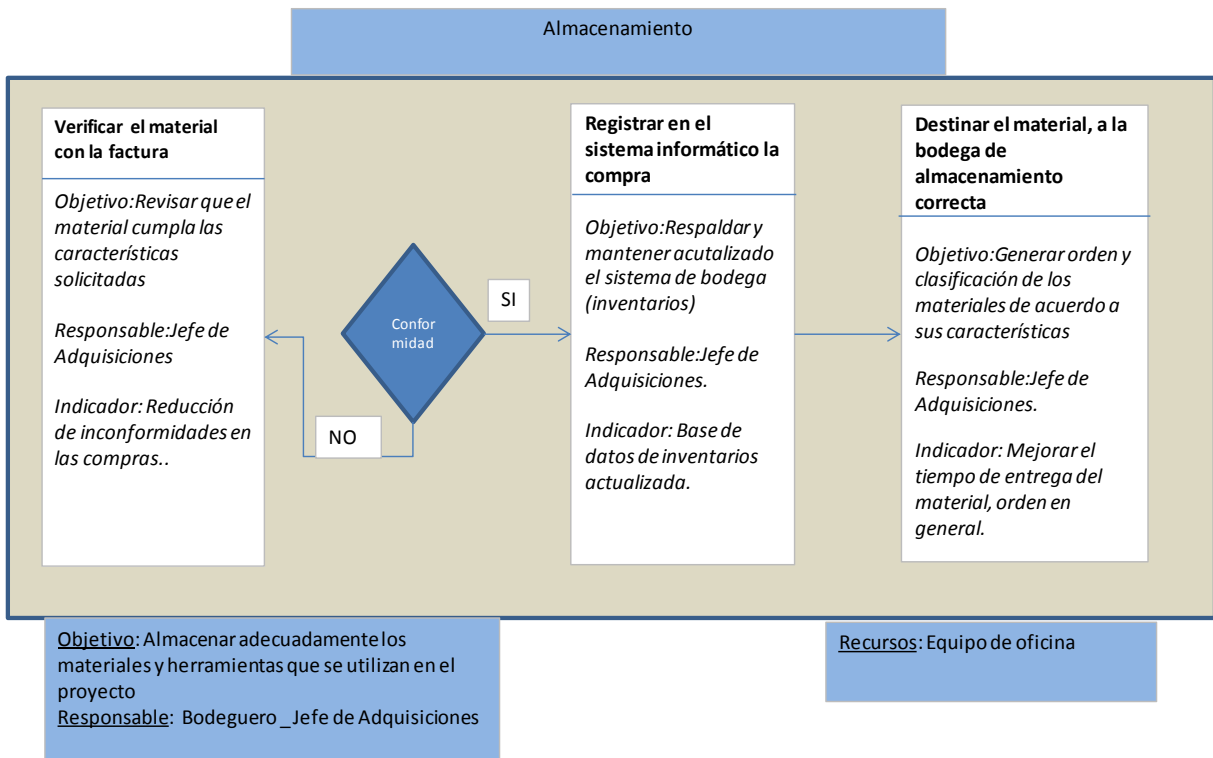 Almacenamiento
Verificar el material
con la factura
Objetivo:Revisar que el
material cumpla las
características
solicitadas
Responsable:Jefe de
Adquisiciones
Indicador: Reducción
de inconformidades en
las compras..
Confor
midad
SI
NO
Registrar en el
sistema informático la
compra
Objetivo:Respaldar y
mantener acutalizado
el sistema de bodega
(inventarios)
Responsable:Jefe de
Adquisiciones.
Indicador: Base de
datos de inventarios
actualizada.
Destinar el material, a la
bodega de
almacenamiento
correcta
Objetivo:Generar orden y
clasificación de los
materiales de acuerdo a
sus características
Responsable:Jefe de
Adquisiciones.
Indicador: Mejorar el
tiempo de entrega del
material, orden en
general.
Objetivo: Almacenar adecuadamente los
materiales y herramientas que se utilizan en el
proyecto
Responsable: Bodeguero _Jefe de Adquisiciones
Recursos: Equipo de oficina